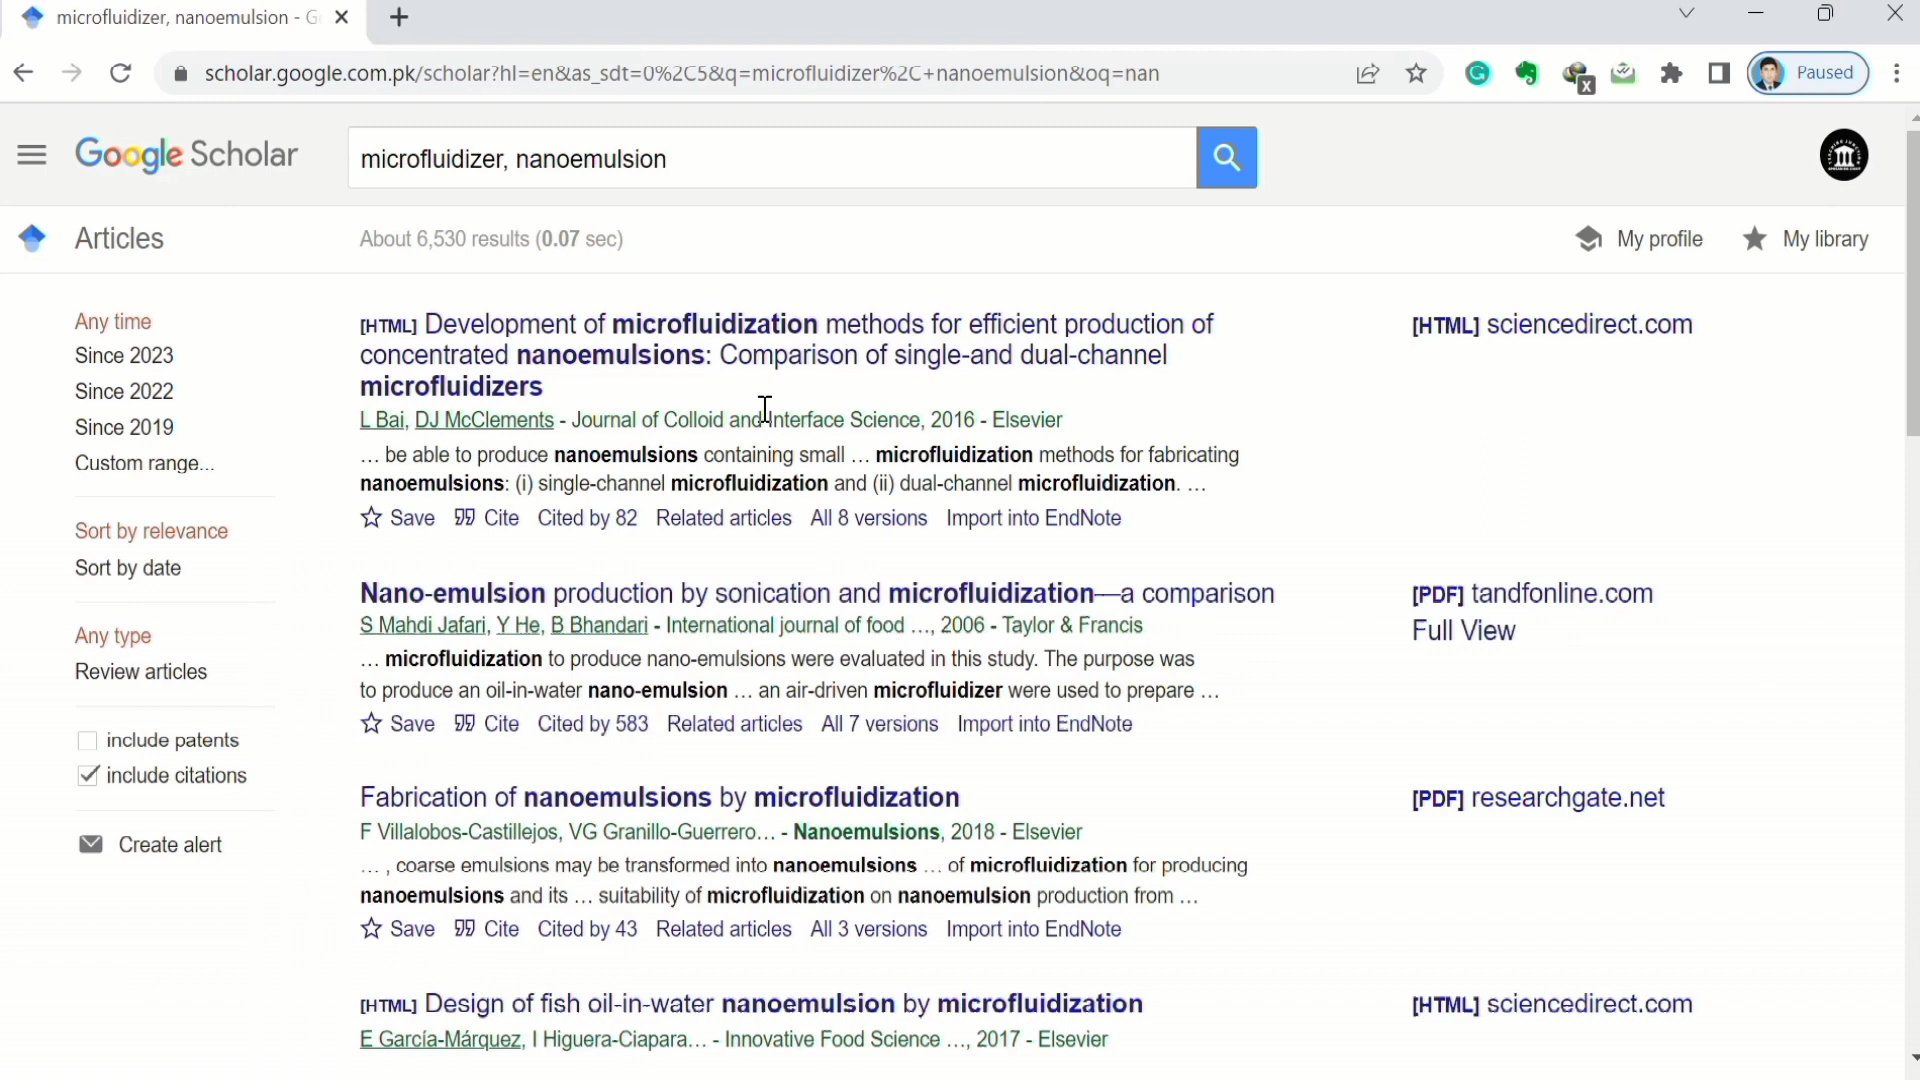 microfluidizer, nanoemulsion - G
scholar.google.com.pk/scholar?hl=en&as_sdt=0%2C5&q=microfluidizer%2C+nanoemulsion&oq=nan
Paused
Google Scholar
microfluidizer, nanoemulsion
Articles
About 6,530 results (0.07 sec)
My profile
My library
Any time
Since 2023
Since 2022
Since 2019
Custom range...
Sort by relevance
Sort by date
Any type
Review articles
include patents
include citations
Create alert
[HTML] Development of microfluidization methods for efficient production of
concentrated nanoemulsions: Comparison of single-and dual-channel
microfluidizers
L Bai, DJ McClements - Journal of Colloid and Interface Science, 2016 - Elsevier
… be able to produce nanoemulsions containing small … microfluidization methods for fabricating
nanoemulsions: (i) single-channel microfluidization and (ii) dual-channel microfluidization. …
Save Cite Cited by 82 Related articles All 8 versions Import into EndNote
[HTML] sciencedirect.com
Nano-emulsion production by sonication and microfluidization—a comparison
S Mahdi Jafari, Y He, B Bhandari - International journal of food …, 2006 - Taylor & Francis
… microfluidization to produce nano-emulsions were evaluated in this study. The purpose was
to produce an oil-in-water nano-emulsion … an air-driven microfluidizer were used to prepare …
Save Cite Cited by 583 Related articles All 7 versions Import into EndNote
[PDF] tandfonline.com
Full View
Fabrication of nanoemulsions by microfluidization
F Villalobos-Castillejos, VG Granillo-Guerrero… - Nanoemulsions, 2018 - Elsevier
… , coarse emulsions may be transformed into nanoemulsions … of microfluidization for producing
nanoemulsions and its … suitability of microfluidization on nanoemulsion production from …
Save Cite Cited by 43 Related articles All 3 versions Import into EndNote
[PDF] researchgate.net
[HTML] Design of fish oil-in-water nanoemulsion by microfluidization
E García-Márquez, I Higuera-Ciapara… - Innovative Food Science …, 2017 - Elsevier
[HTML] sciencedirect.com